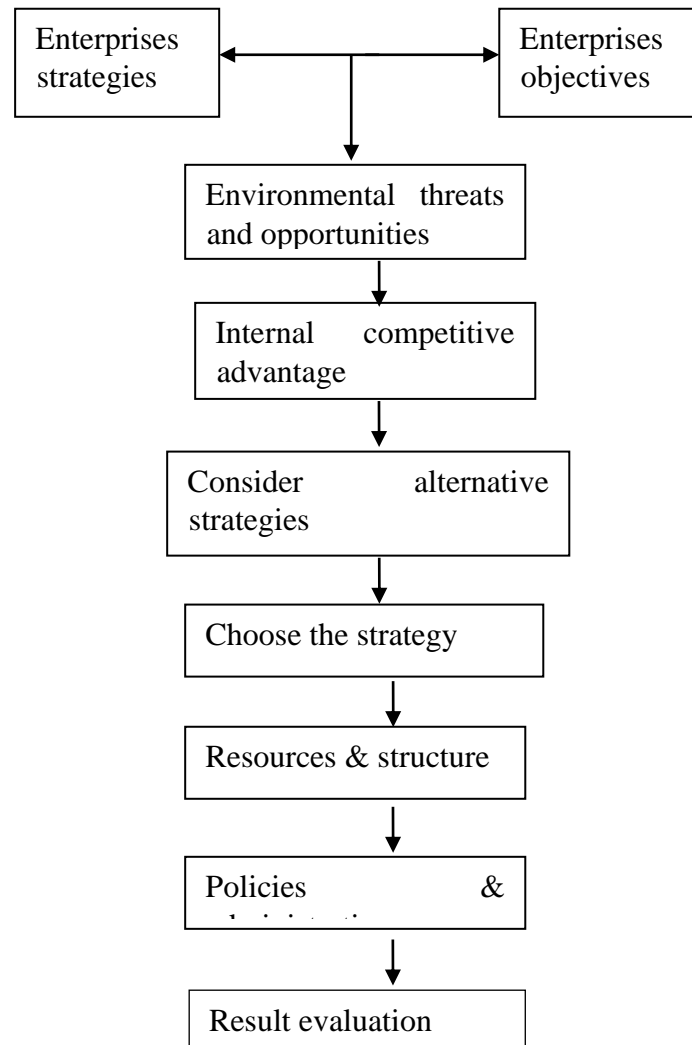 Enterprises
strategies
Enterprises
objectives
Environmental threats
and opportunities
Internal competitive
advantage
Consider alternative
strategies
Choose the strategy
Resources & structure
Policies &
Result evaluation